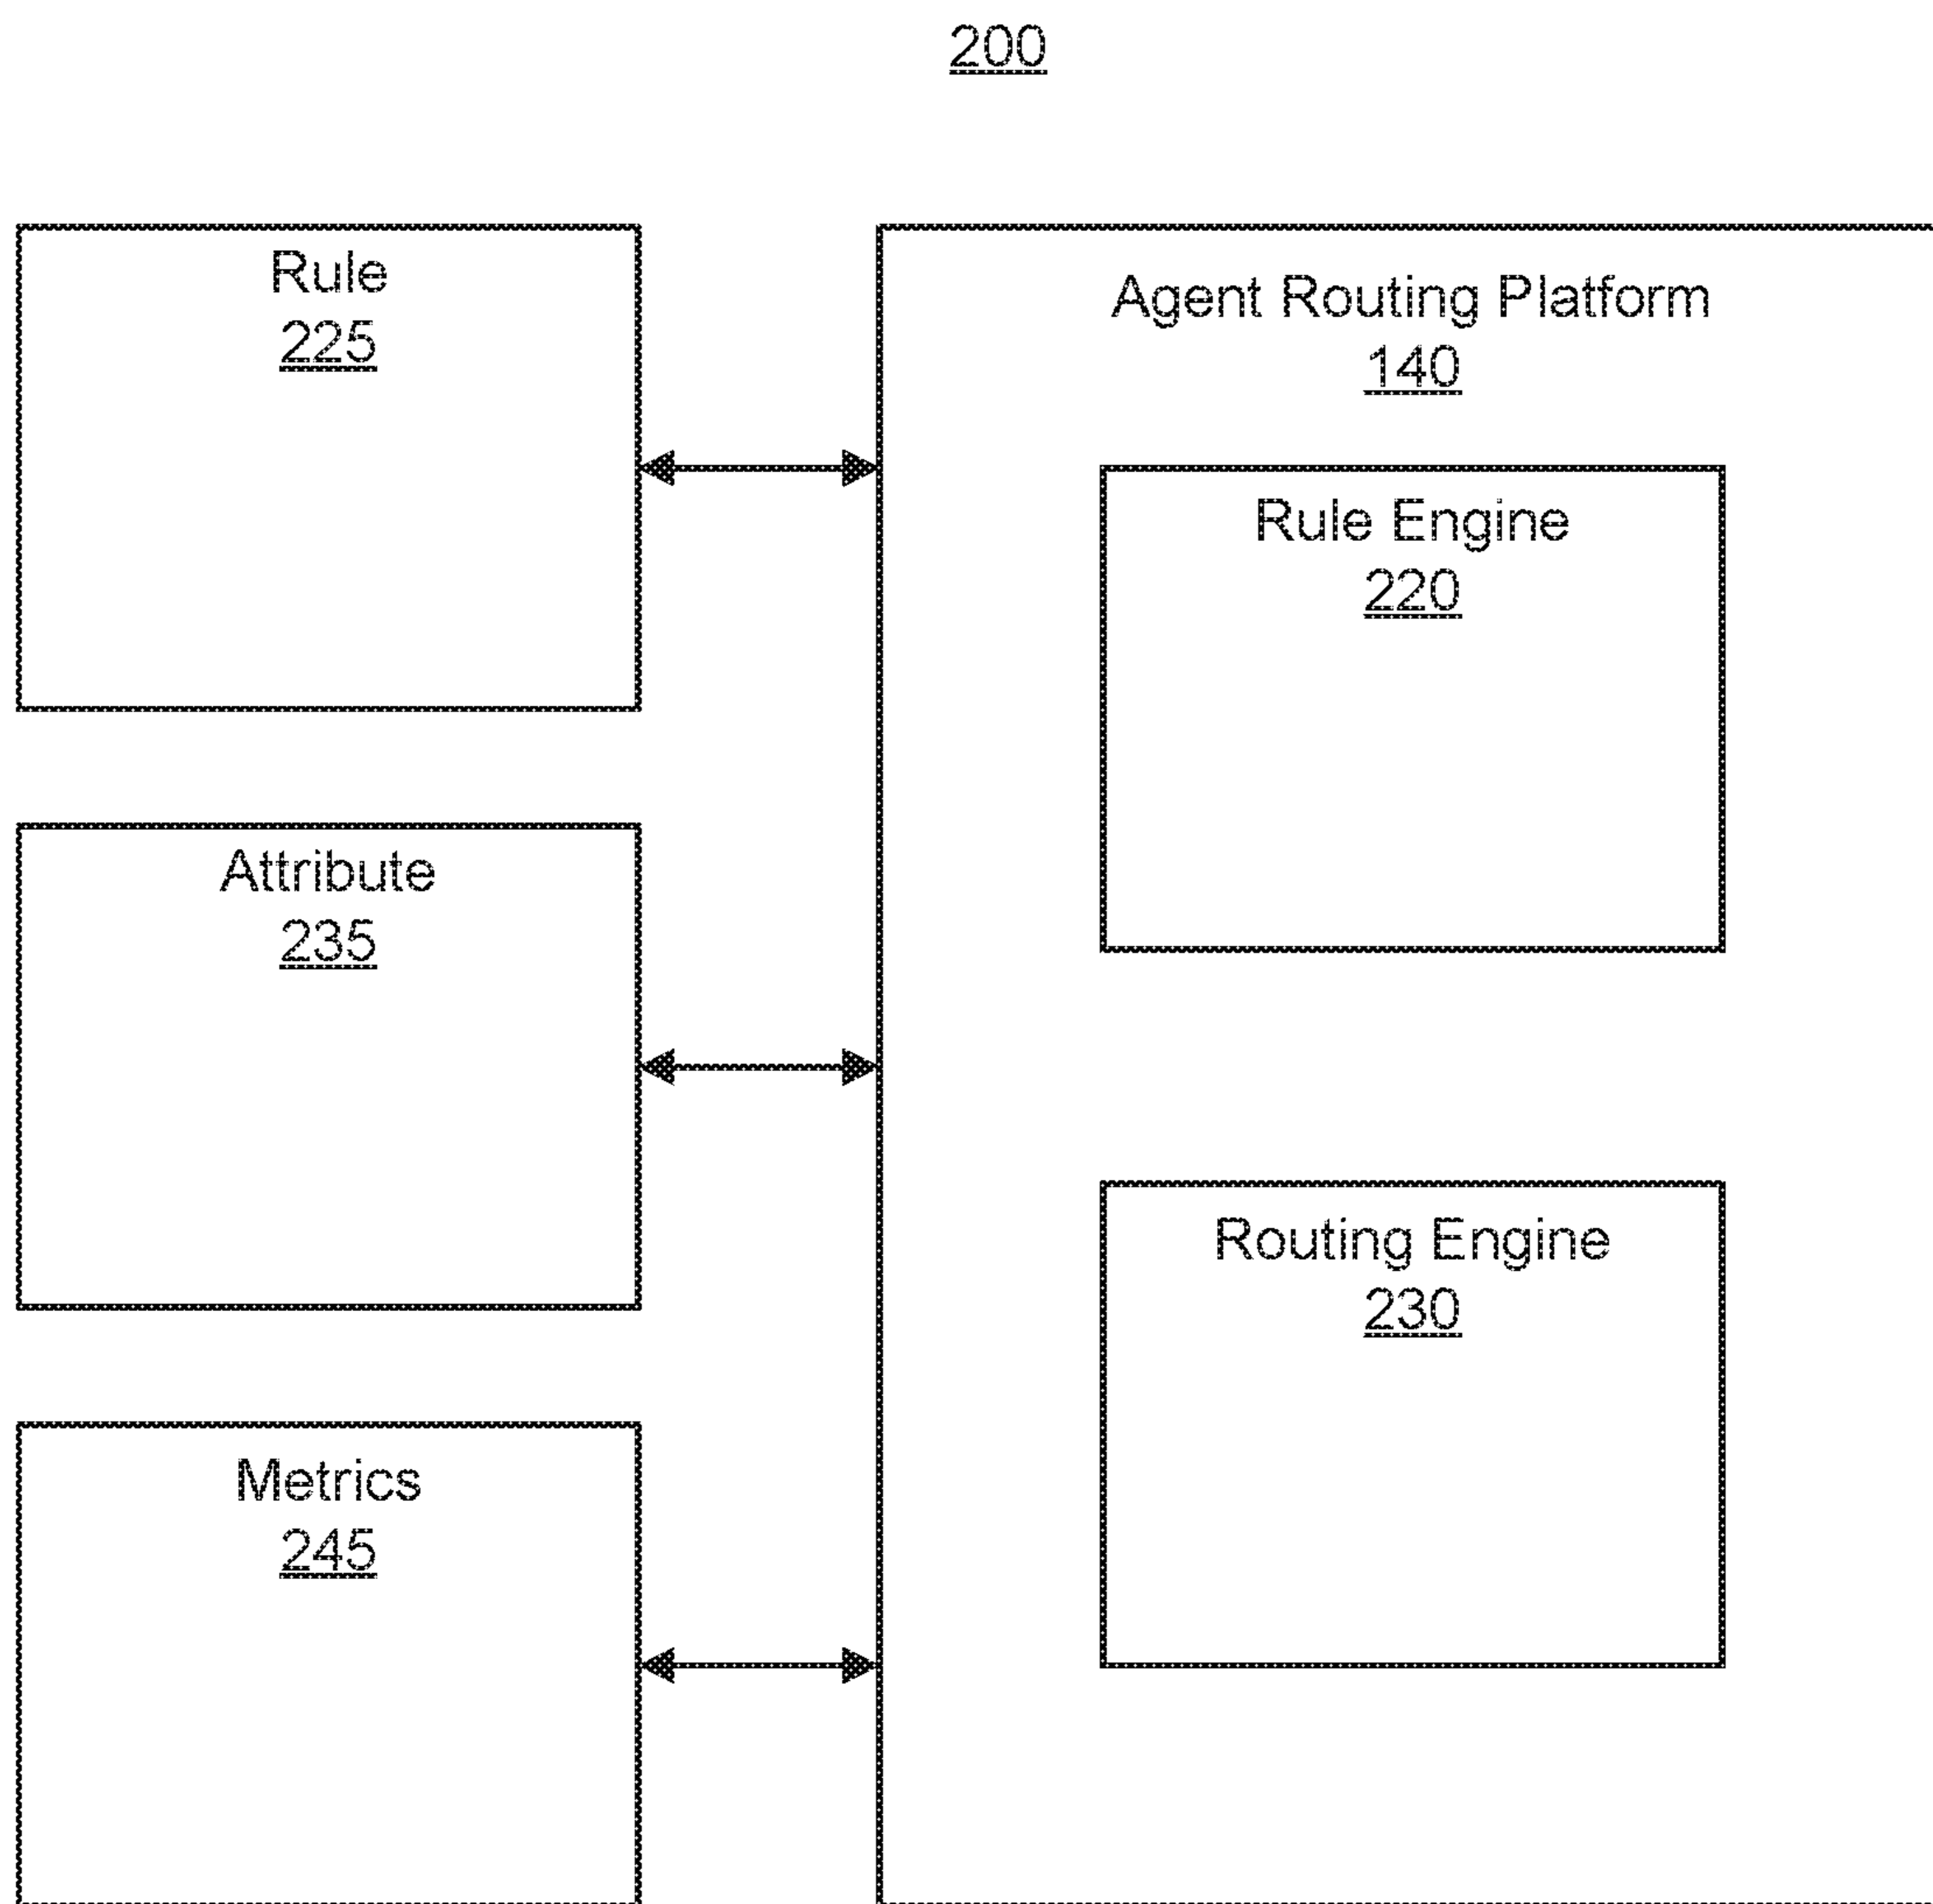 200
Rule
225
Agent Routing Platform
140
Rule Engine
220
Attribute
235
Routing Engine
230
Metrics
245